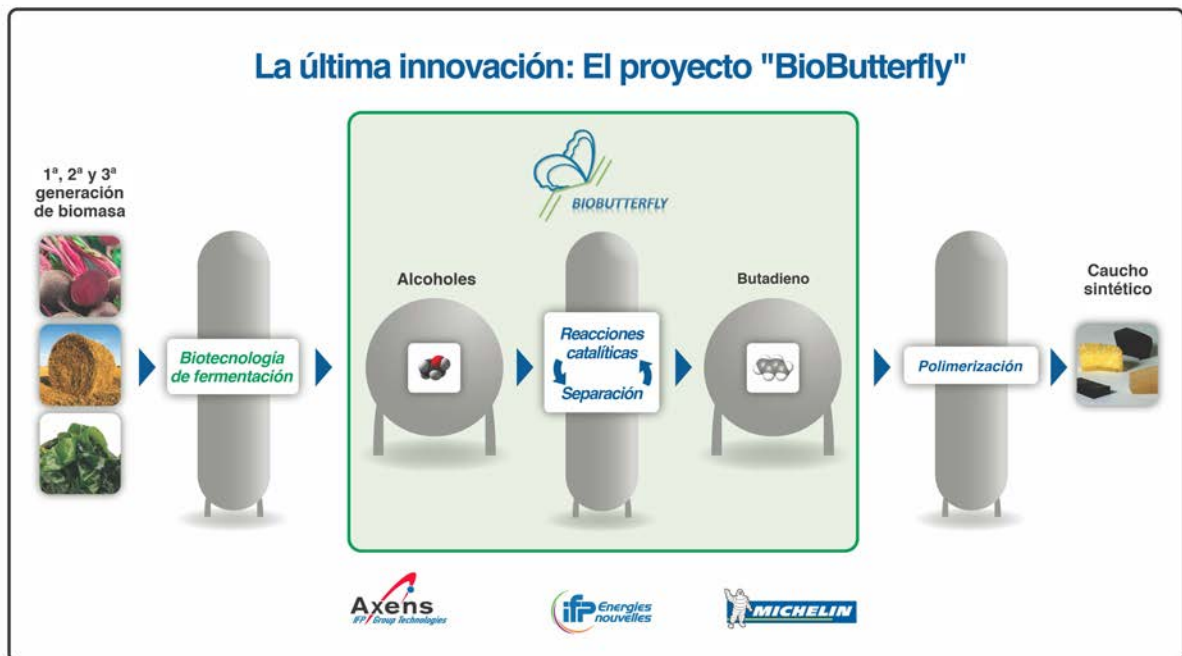 La última innovación: El proyecto "BioButterfly"
1ª, 2ª y 3ª
generación
de biomasa
Biotecnología
de fermentación
BIOBUTTERFLY
Alcoholes
Reacciones
catalíticas
Separación
Butadieno
Polimerización
Caucho
sintético
Axens
IFP Group Technologies
ifp Energies
nouvelles
MICHELIN